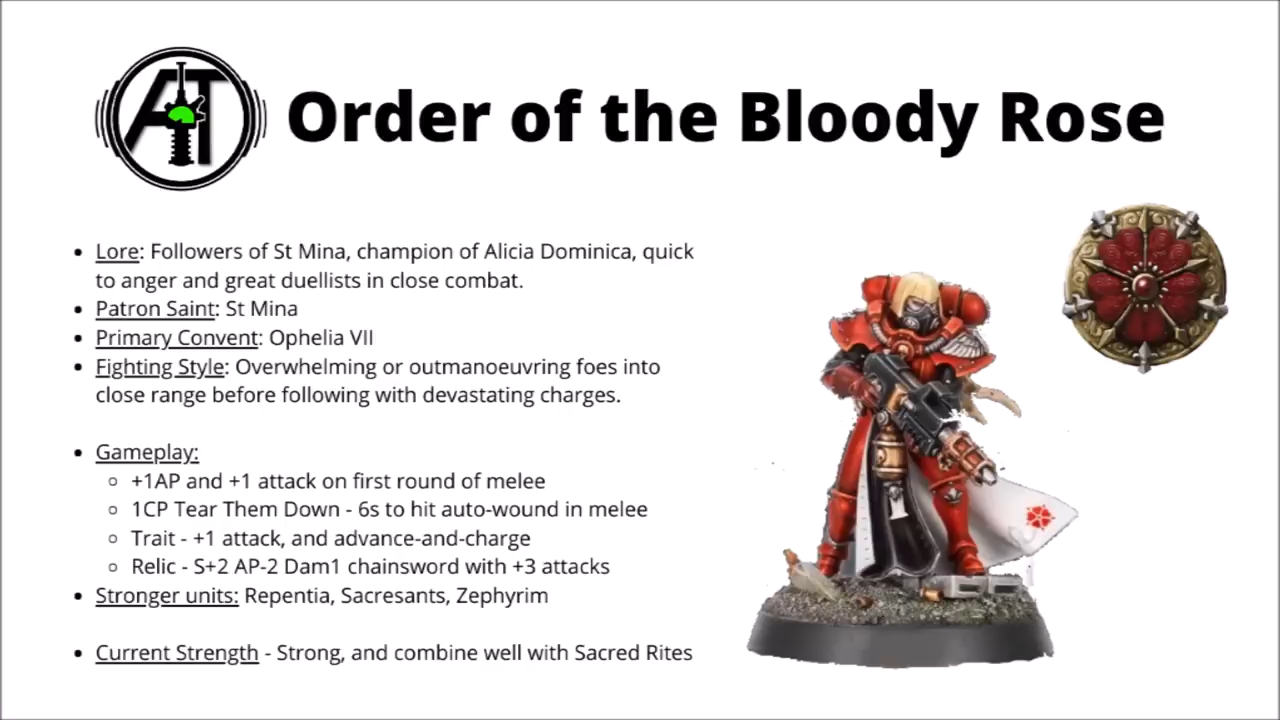 AT
Order of the Bloody Rose
• Lore: Followers of St Mina, champion of Alicia Dominica, quick
to anger and great duellists in close combat.
• Patron Saint: St Mina
• Primary Convent: Ophelia VII
• Fighting Style: Overwhelming or outmanoeuvring foes into
close range before following with devastating charges.
• Gameplay:
○ +1AP and +1 attack on first round of melee
○ 1CP Tear Them Down - 6s to hit auto-wound in melee
○ Trait - +1 attack, and advance-and-charge
○ Relic - S+2 AP-2 Dam1 chainsword with +3 attacks
• Stronger units: Repentia, Sacresants, Zephyrim
• Current Strength - Strong, and combine well with Sacred Rites